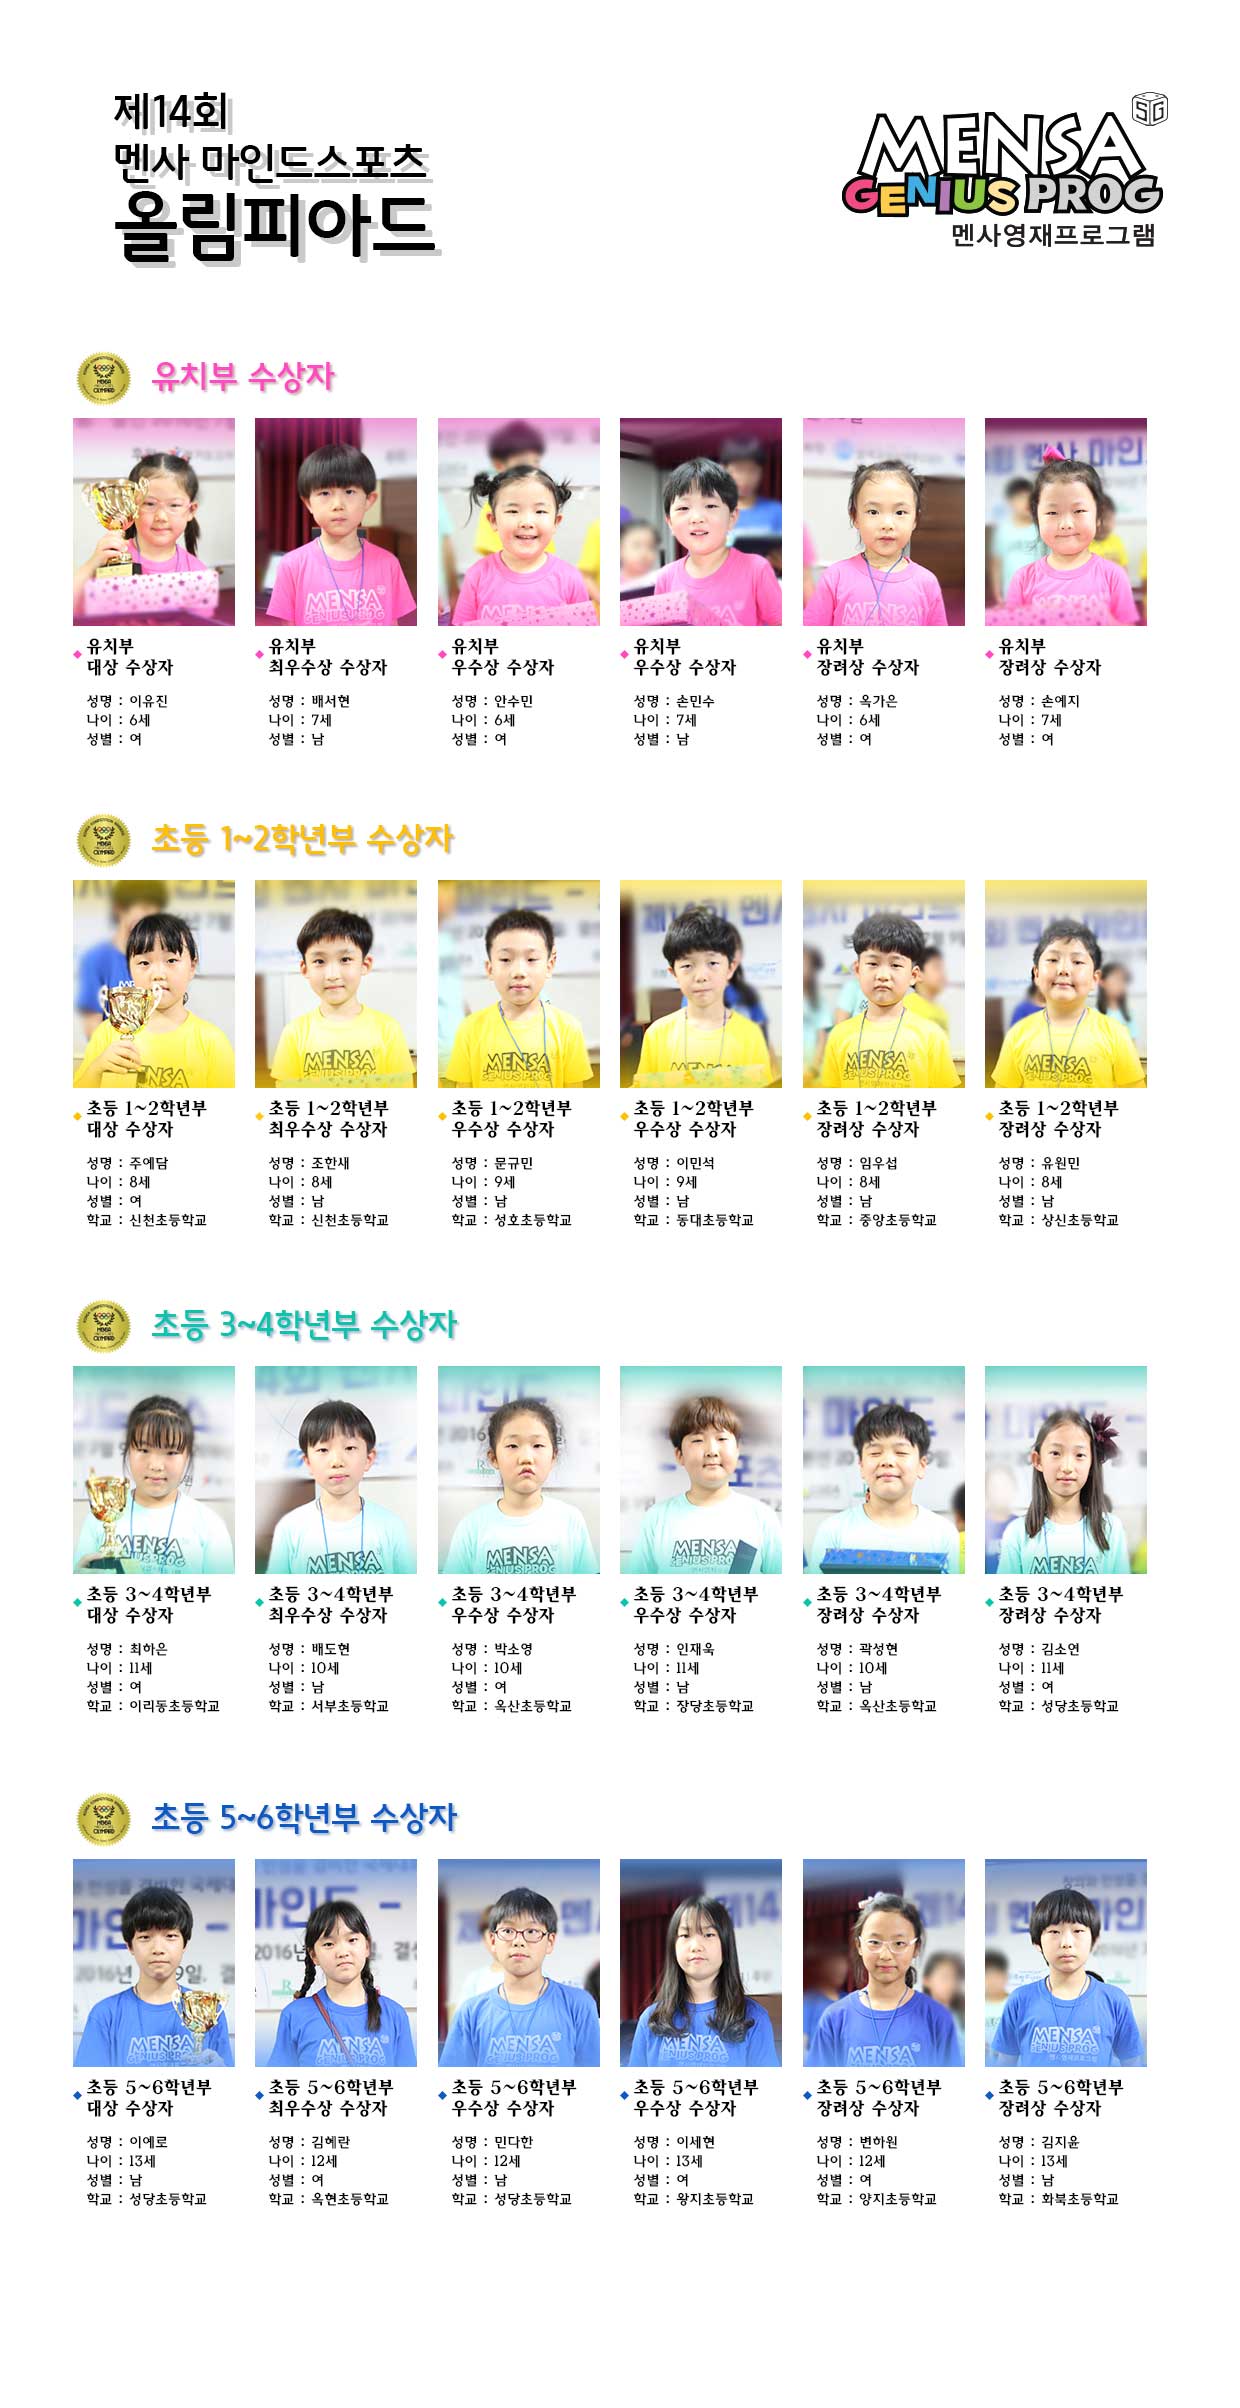 제14회
멘사 마인드스포츠
올림피아드
SG
MENSA
GENIUS PROG
멘사영재프로그램
유치부 수상자
유치부
대상 수상자
성명 : 이유진
나이 : 6세
성별 : 여
유치부
최우수상 수상자
성명 : 배서현
나이 : 7세
성별 : 남
유치부
우수상 수상자
성명 : 안수민
나이 : 6세
성별 : 여
유치부
우수상 수상자
성명 : 손민수
나이 : 7세
성별 : 남
유치부
장려상 수상자
성명 : 옥가은
나이 : 6세
성별 : 여
유치부
장려상 수상자
성명 : 손예지
나이 : 7세
성별 : 여
초등 1~2학년부 수상자
초등 1~2학년부
대상 수상자
성명 : 주예담
나이 : 8세
성별 : 여
학교 : 신천초등학교
초등 1~2학년부
최우수상 수상자
성명 : 조한새
나이 : 8세
성별 : 남
학교 : 신천초등학교
초등 1~2학년부
우수상 수상자
성명 : 문규민
나이 : 9세
성별 : 남
학교 : 성호초등학교
초등 1~2학년부
우수상 수상자
성명 : 이민석
나이 : 9세
성별 : 남
학교 : 동대초등학교
초등 1~2학년부
장려상 수상자
성명 : 임우섭
나이 : 8세
성별 : 남
학교 : 중앙초등학교
초등 1~2학년부
장려상 수상자
성명 : 유원민
나이 : 8세
성별 : 남
학교 : 상신초등학교
초등 3~4학년부 수상자
초등 3~4학년부
대상 수상자
성명 : 최하은
나이 : 11세
성별 : 여
학교 : 이리동초등학교
초등 3~4학년부
최우수상 수상자
성명 : 배도현
나이 : 10세
성별 : 남
학교 : 서부초등학교
초등 3~4학년부
우수상 수상자
성명 : 박소영
나이 : 10세
성별 : 여
학교 : 옥산초등학교
초등 3~4학년부
우수상 수상자
성명 : 인재욱
나이 : 11세
성별 : 남
학교 : 장당초등학교
초등 3~4학년부
장려상 수상자
성명 : 곽성현
나이 : 10세
성별 : 남
학교 : 옥산초등학교
초등 3~4학년부
장려상 수상자
성명 : 김소연
나이 : 11세
성별 : 여
학교 : 성당초등학교
초등 5~6학년부 수상자
초등 5~6학년부
대상 수상자
성명 : 이예로
나이 : 13세
성별 : 남
학교 : 성당초등학교
초등 5~6학년부
최우수상 수상자
성명 : 김혜란
나이 : 12세
성별 : 여
학교 : 옥현초등학교
초등 5~6학년부
우수상 수상자
성명 : 민다한
나이 : 12세
성별 : 남
학교 : 성당초등학교
초등 5~6학년부
우수상 수상자
성명 : 이세현
나이 : 13세
성별 : 여
학교 : 왕지초등학교
초등 5~6학년부
장려상 수상자
성명 : 변하원
나이 : 12세
성별 : 여
학교 : 양지초등학교
초등 5~6학년부
장려상 수상자
성명 : 김지윤
나이 : 13세
성별 : 남
학교 : 화북초등학교